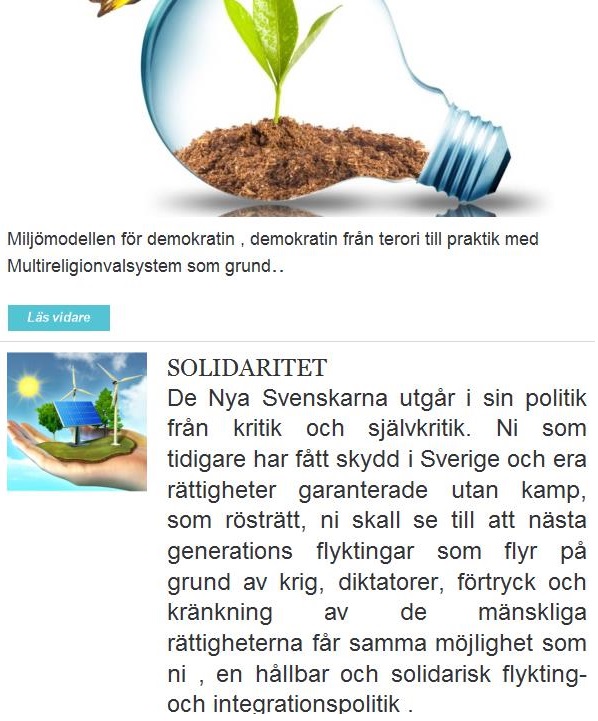 Miljömodellen för demokratin , demokratin från terori till praktik med
Multireligionvalsystem som grund..
Läs vidare
SOLIDARITET
De Nya Svenskarna utgår i sin politik
från kritik och självkritik. Ni som
tidigare har fått skydd i Sverige och era
rättigheter garanterade utan kamp,
som rösträtt, ni skall se till att nästa
generations flyktingar som flyr på
grund av krig, diktatorer, förtryck och
kränkning av de mänskliga
rättigheterna får samma möjlighet som
ni , en hållbar och solidarisk flykting-
och integrationspolitik .